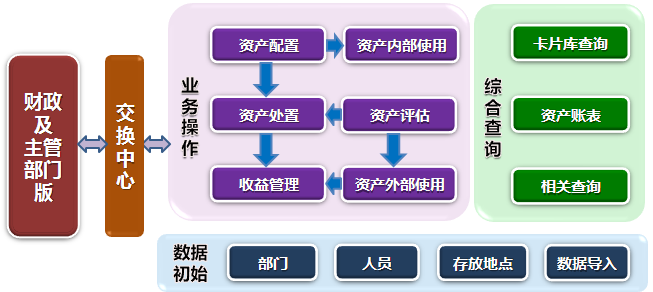 财政
及
主管
部门
版
交换中心
业务操作
资产配置
资产内部使用
资产处置
资产评估
收益管理
资产外部使用
综合查询
卡片库查询
资产账表
相关查询
数据
初始
部门
人员
存放地点
数据导入